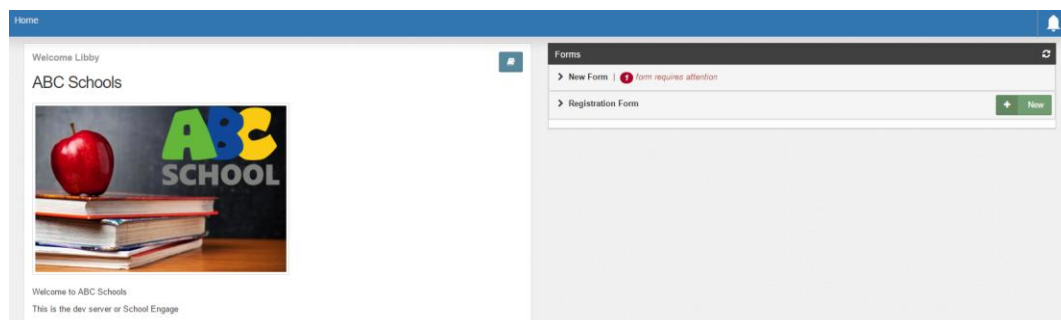 Home
Welcome Libby
ABC Schools
ABC
SCHOOL
Welcome to ABC Schools
This is the dev server or School Engage
Forms
New Form | 1 form requires attention
Registration Form
New